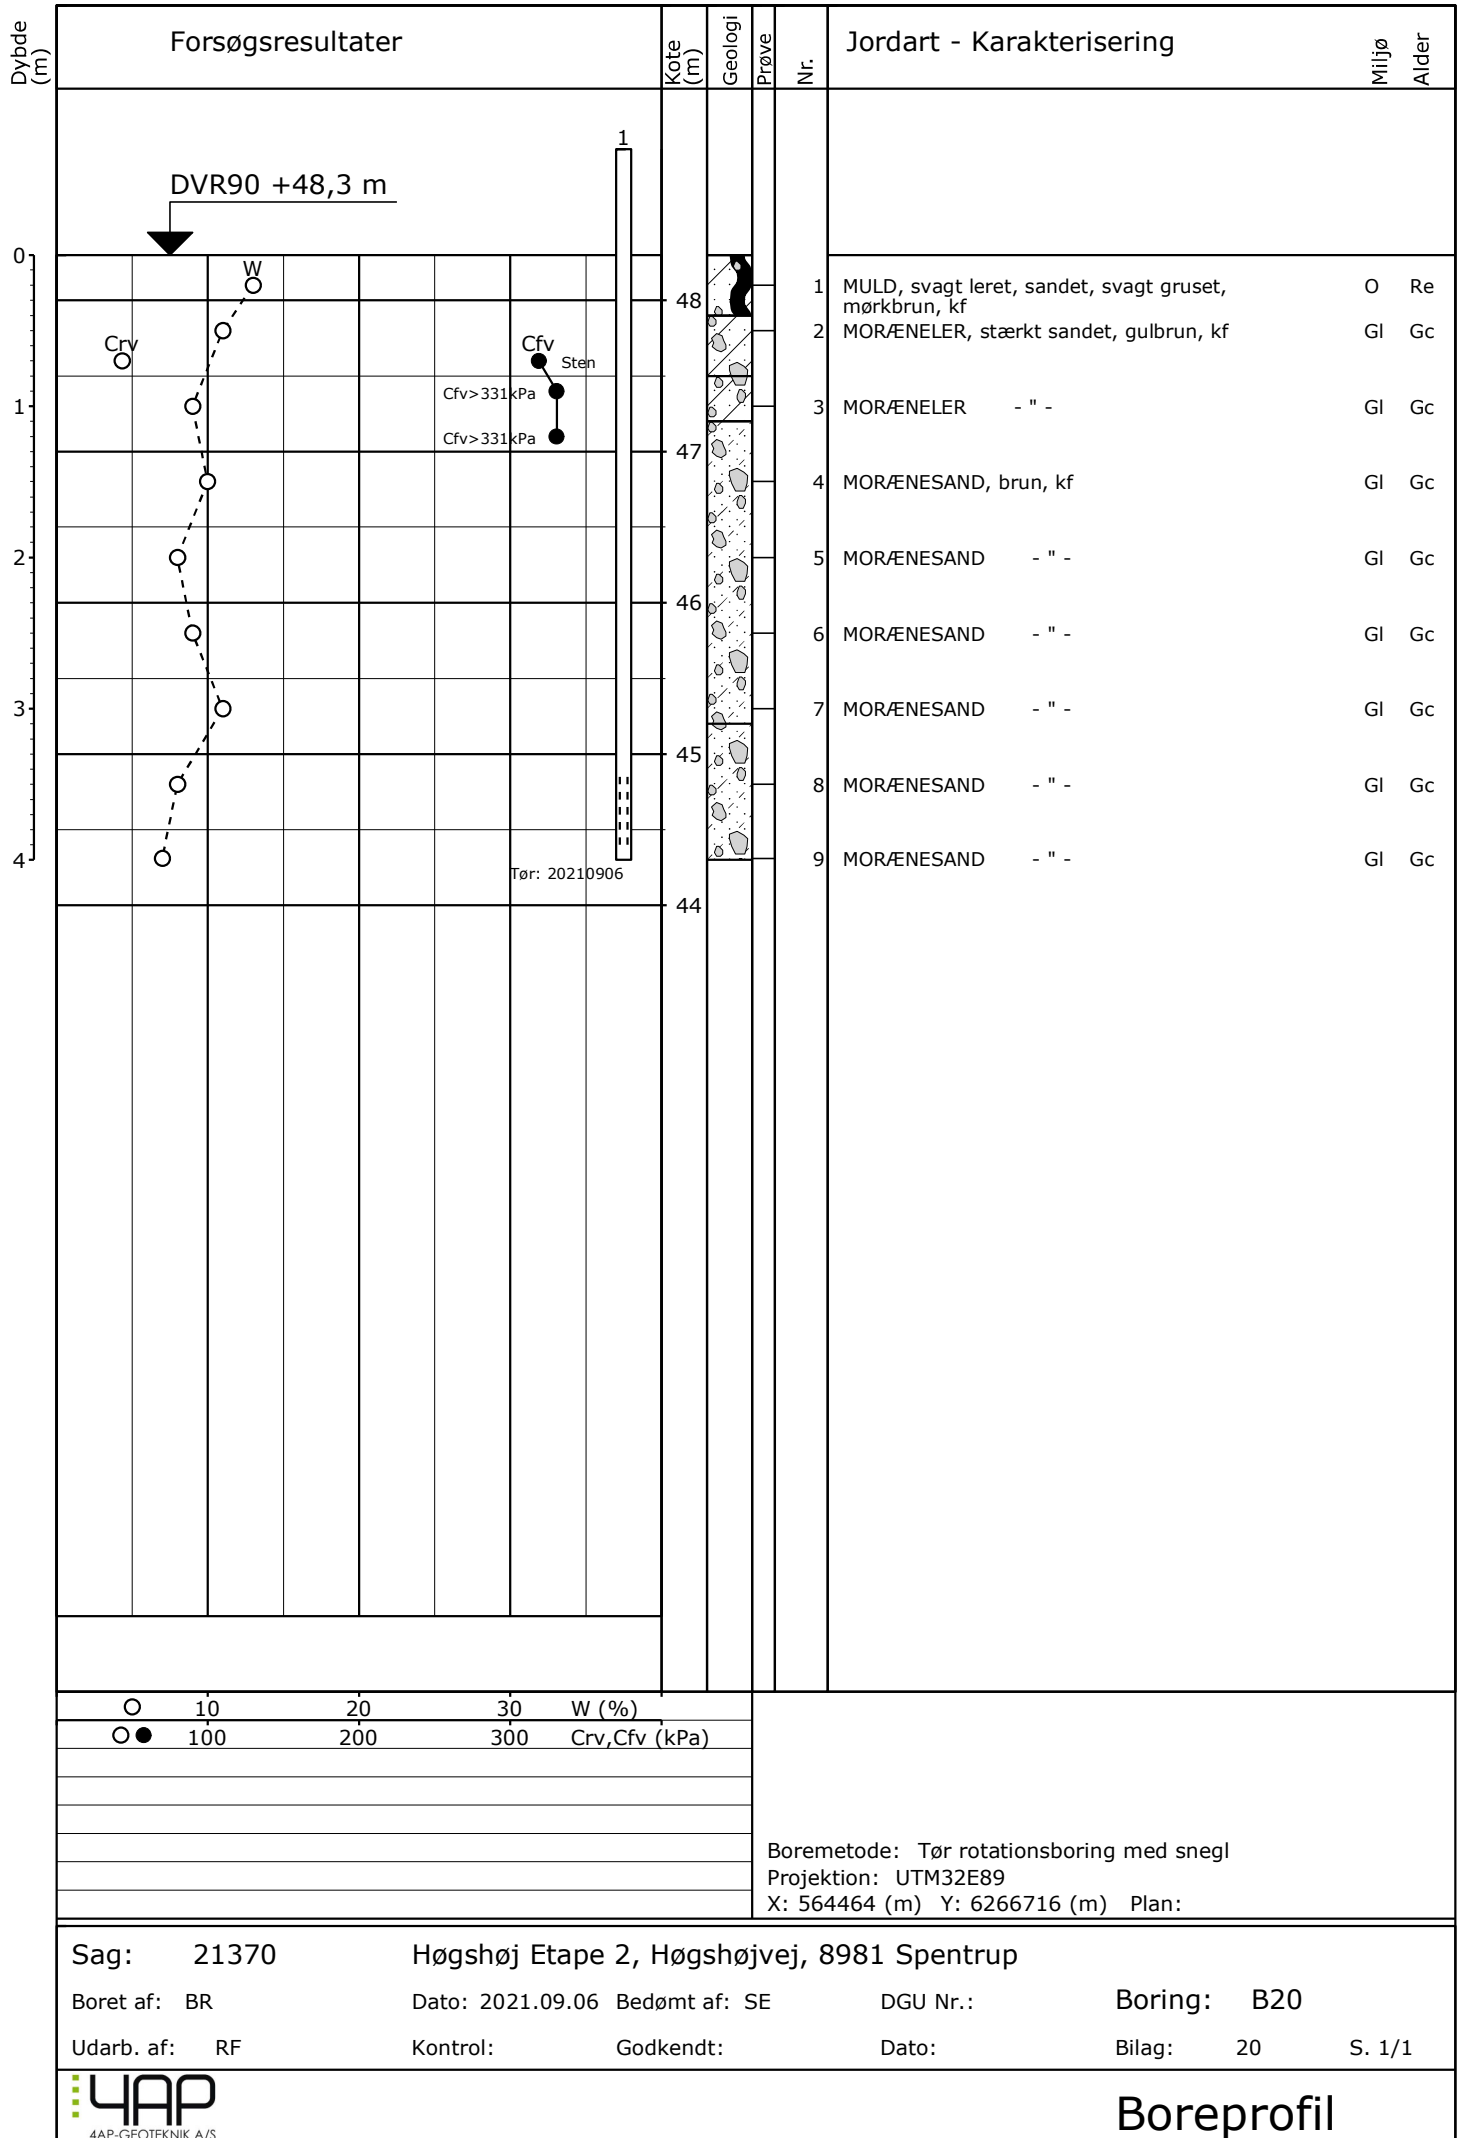 Dybde (m)
Forsøgsresultater
Kote (m)
Geologi
Prøve
Nr.
Jordart - Karakterisering
Miljø
Alder
1
DVR90 +48,3 m
0
W
48
1 MULD, svagt leret, sandet, svagt gruset, O Re
mørkbrun, kf
2 MORÆNELER, stærkt sandet, gulbrun, kf Gl Gc
Crv
Cfv
Sten
Cfv>331kPa
1
3 MORÆNELER - " - Gl Gc
Cfv>331kPa
47
4 MORÆNESAND, brun, kf Gl Gc
2
5 MORÆNESAND - " - Gl Gc
46
6 MORÆNESAND - " - Gl Gc
3
7 MORÆNESAND - " - Gl Gc
45
8 MORÆNESAND - " - Gl Gc
4
9 MORÆNESAND - " - Gl Gc
Tør: 20210906
44
10 20 30 W (%)
100 200 300 Crv,Cfv (kPa)
Boremetode: Tør rotationsboring med snegl
Projektion: UTM32E89
X: 564464 (m) Y: 6266716 (m) Plan:
Sag: 21370 Høgshøj Etape 2, Høgshøjvej, 8981 Spentrup
Boret af: BR Dato: 2021.09.06 Bedømt af: SE DGU Nr.: Boring: B20
Udarb. af: RF Kontrol: Godkendt: Dato: Bilag: 20 S. 1/1
4AP
4AP-GEOTEKNIK A/S
Boreprofil